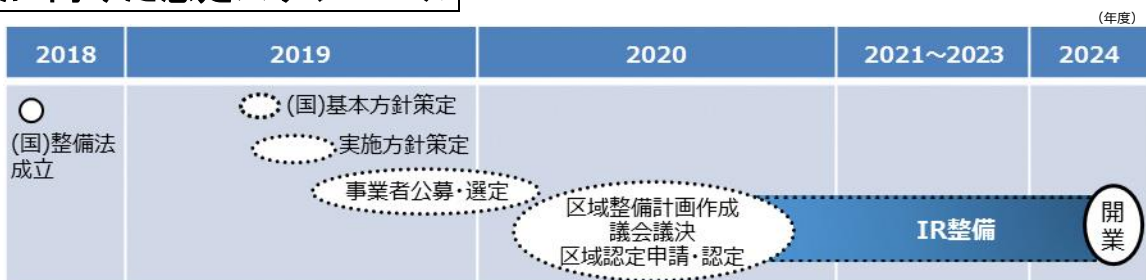 (年度)
2018
2019
2020
2021～2023
2024
(国)整備法
成立
(国)基本方針策定
実施方針策定
事業者公募・選定
区域整備計画作成
議会議決
区域認定申請・認定
IR整備
開
業